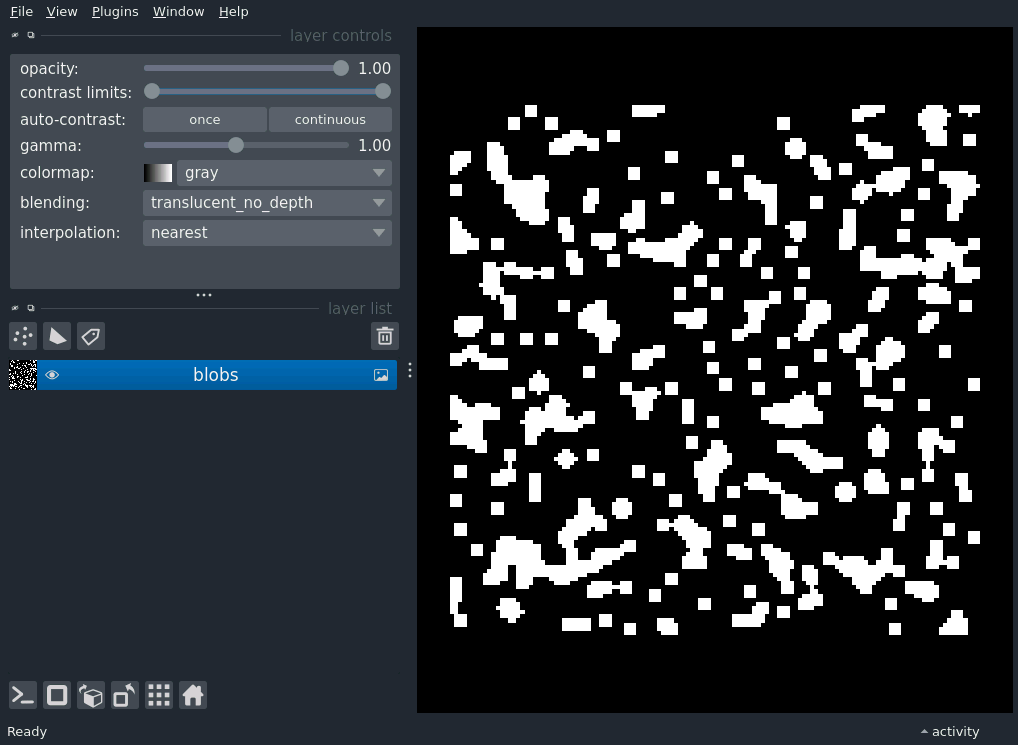 File View Plugins Window Help
layer controls
opacity: 1.00
contrast limits:
auto-contrast: once continuous
gamma: 1.00
colormap: gray
blending: translucent_no_depth
interpolation: nearest
layer list
blobs
Ready activity